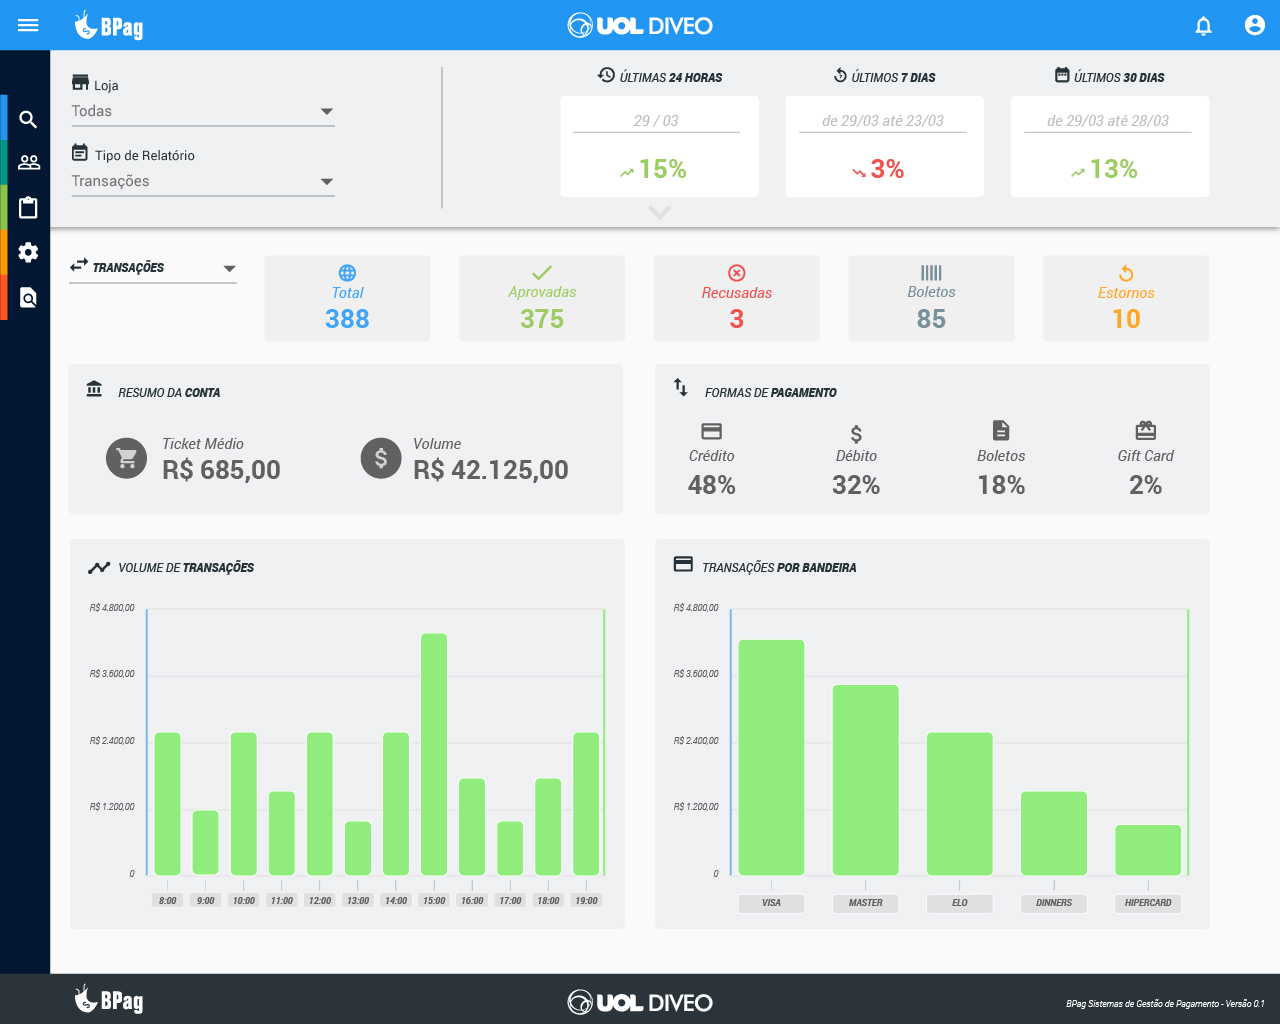 BPag
UOL DIVEO
Loja
Todas
Tipo de Relatório
Transações
ÚLTIMAS 24 HORAS
29 / 03
15%
ÚLTIMOS 7 DIAS
de 29/03 até 23/03
3%
ÚLTIMOS 30 DIAS
de 29/03 até 28/03
13%
TRANSAÇÕES
Total
388
Aprovadas
375
Recusadas
3
Boletos
85
Estornos
10
RESUMO DA CONTA
Ticket Médio
R$ 685,00
Volume
R$ 42.125,00
FORMAS DE PAGAMENTO
Crédito
48%
Débito
32%
Boletos
18%
Gift Card
2%
VOLUME DE TRANSAÇÕES
R$ 4.800,00
R$ 3.600,00
R$ 2.400,00
R$ 1.200,00
0
8:00 9:00 10:00 11:00 12:00 13:00 14:00 15:00 16:00 17:00 18:00 19:00
TRANSAÇÕES POR BANDEIRA
R$ 4.800,00
R$ 3.600,00
R$ 2.400,00
R$ 1.200,00
0
VISA MASTER ELO DINNERS HIPERCARD
BPag
UOL DIVEO
BPag Sistemas de Gestão de Pagamento - Versão 0.1